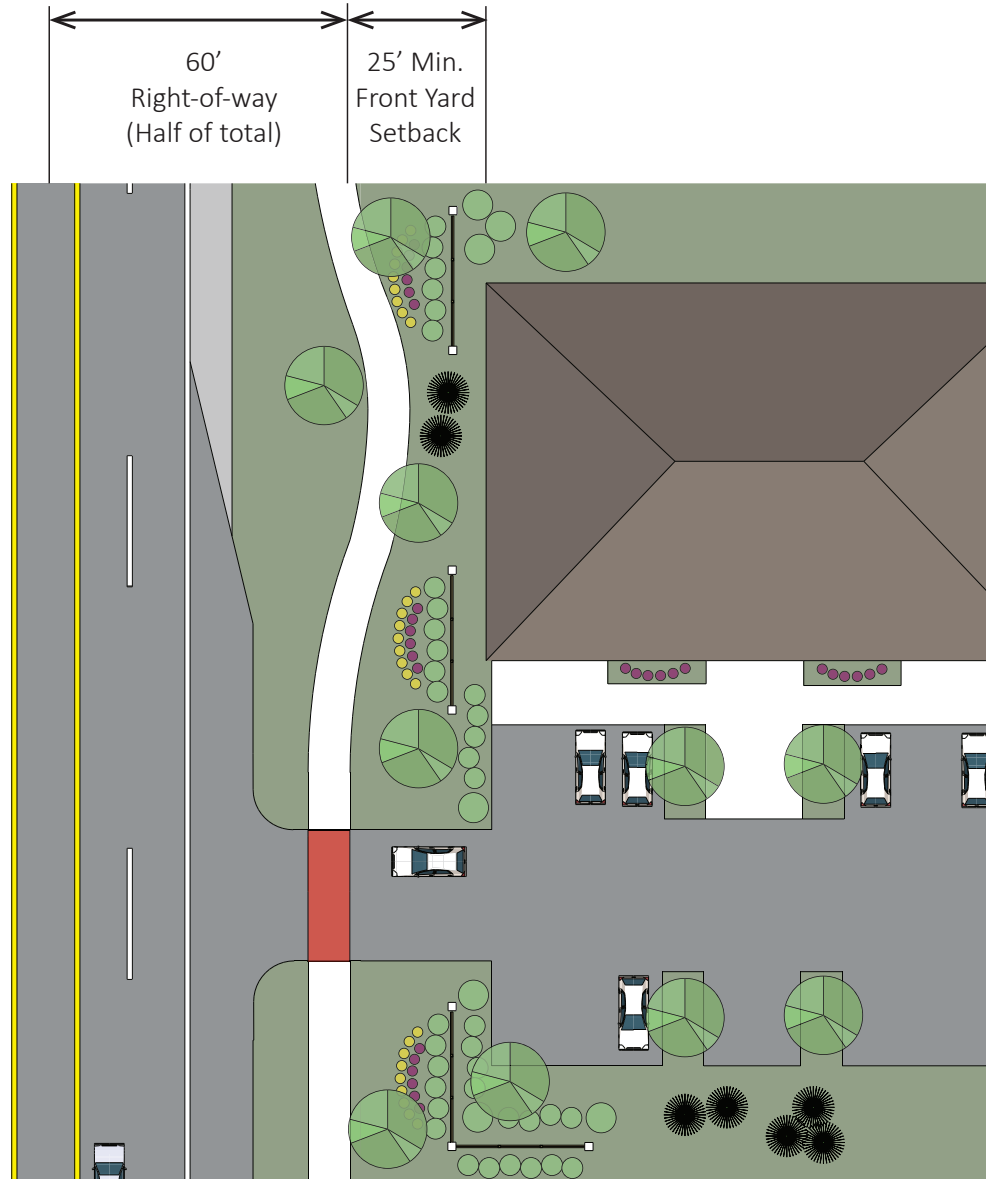 60’
Right-of-way
(Half of total)
25’ Min.
Front Yard
Setback